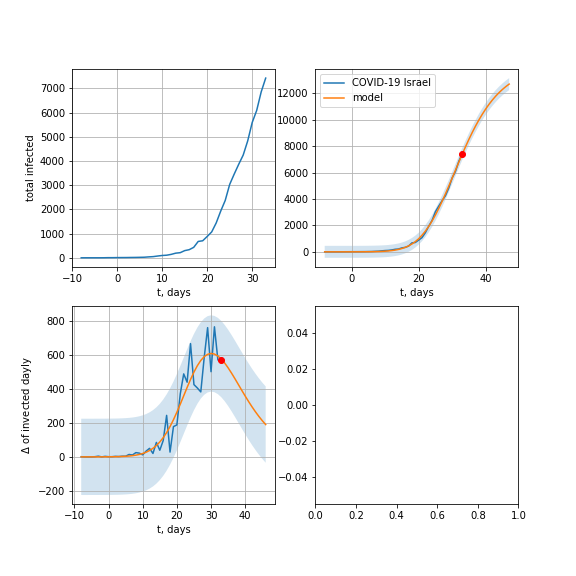 7000
6000
5000
4000
3000
2000
1000
0
total infected
−10 0 10 20 30
t, days
COVID-19 Israel
model
12000
10000
8000
6000
4000
2000
0
0 20 40
t, days
800
600
400
200
0
−200
Δ of invected dayly
−10 0 10 20 30 40
t, days
0.04
0.02
0.00
−0.02
−0.04
0.0 0.2 0.4 0.6 0.8 1.0